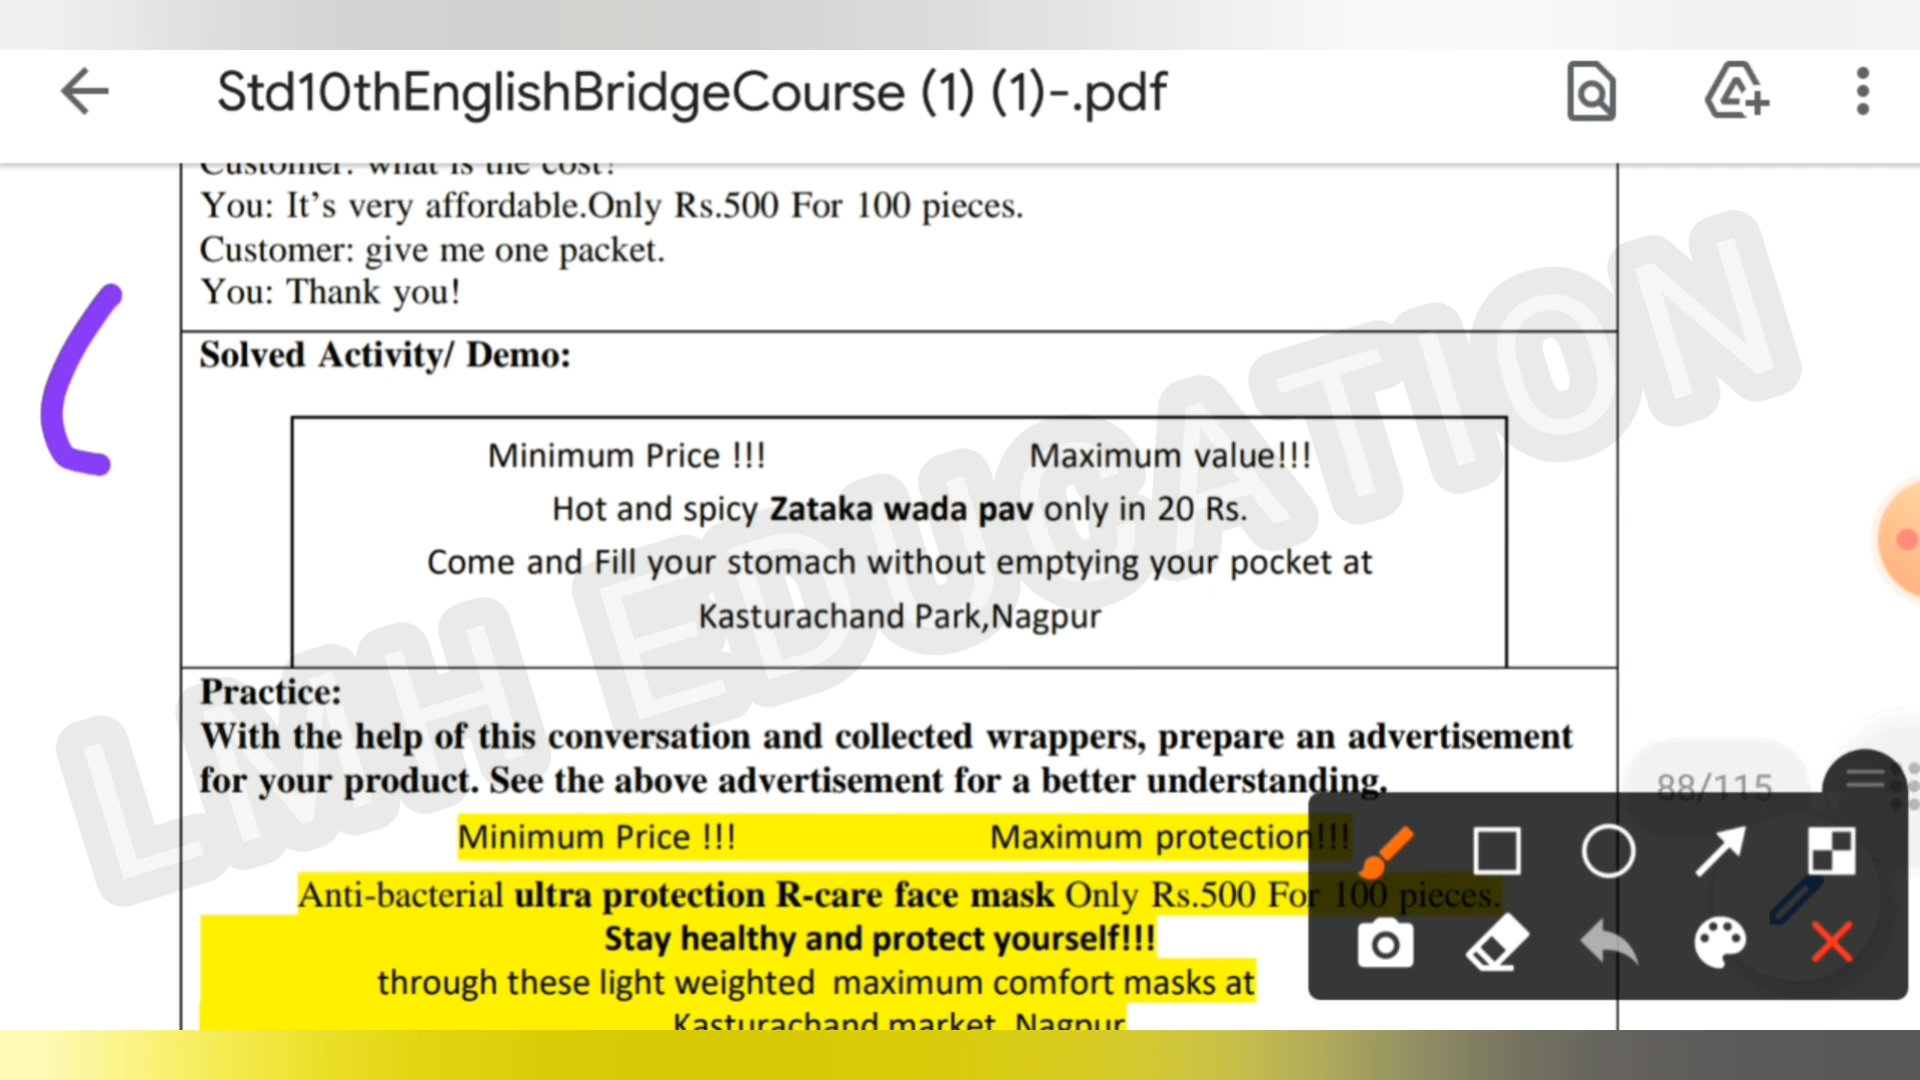 Std10thEnglishBridgeCourse (1) (1)-.pdf
Customer: what is the cost?
You: It's very affordable.Only Rs.500 For 100 pieces.
Customer: give me one packet.
You: Thank you!
Solved Activity/ Demo:
Minimum Price !!! Maximum value!!!
Hot and spicy Zataka wada pav only in 20 Rs.
Come and Fill your stomach without emptying your pocket at
Kasturachand Park,Nagpur
Practice:
With the help of this conversation and collected wrappers, prepare an advertisement
for your product. See the above advertisement for a better understanding.
88/115
Minimum Price !!! Maximum protection!!!
Anti-bacterial ultra protection R-care face mask Only Rs.500 For 100 pieces.
Stay healthy and protect yourself!!!
through these light weighted maximum comfort masks at
Kasturachand market, Nagpur
LMH EDUCATION